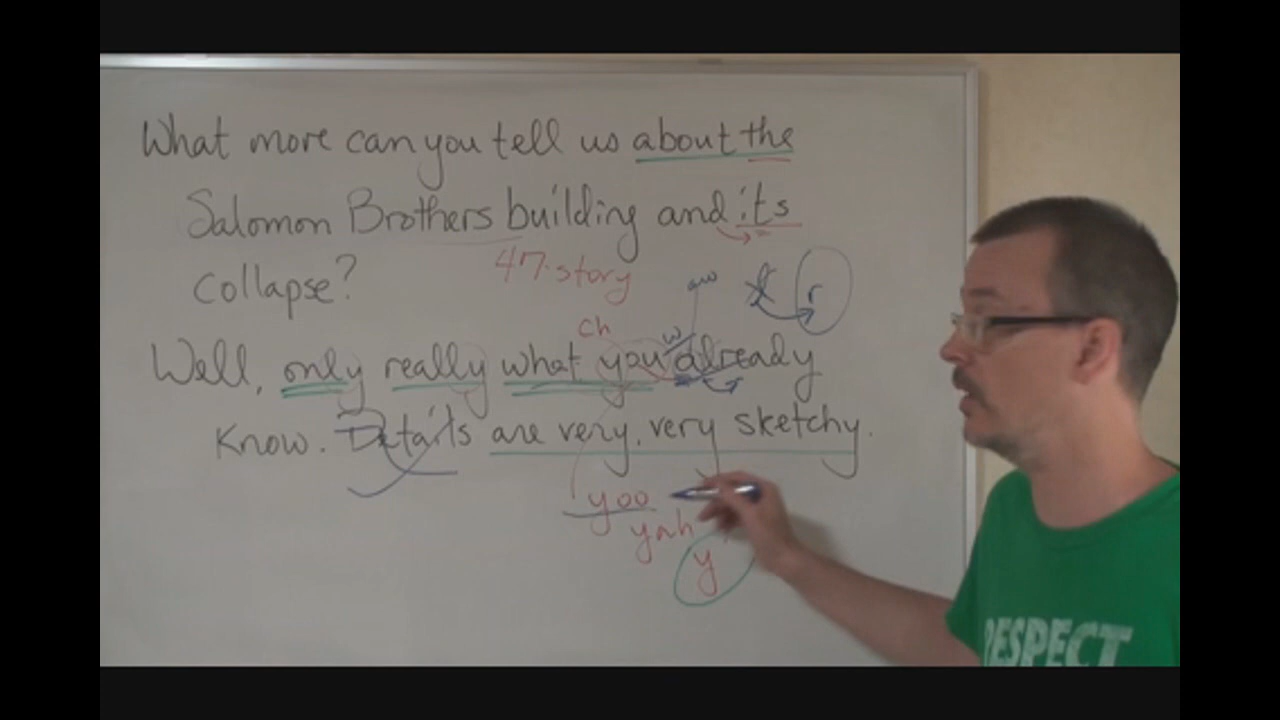 What more can you tell us about the
Salomon Brothers building and its
47-story
collapse?
aw
r
ch
w
Well, only really what you already
Know. Details are very, very sketchy.
yoo
yah
y
RESPECT